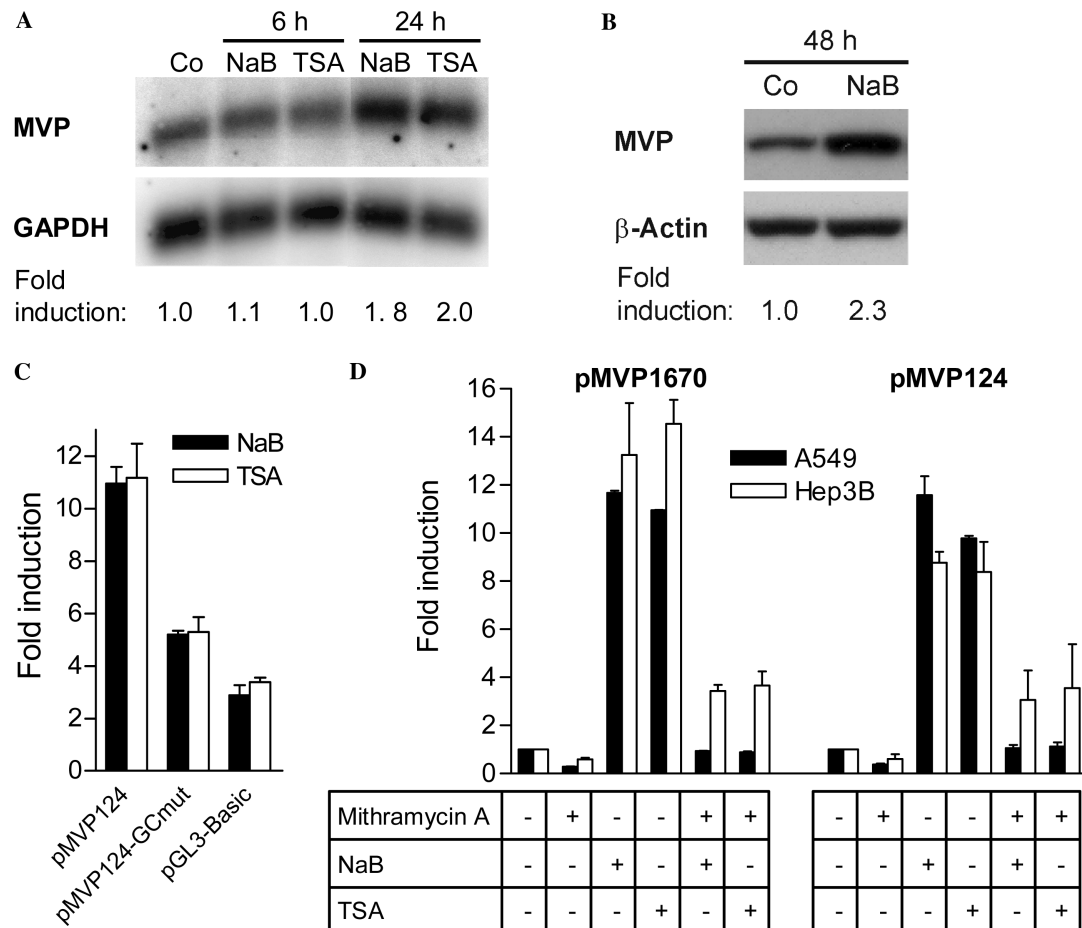 A
6 h
24 h
Co NaB TSA NaB TSA
MVP
GAPDH
Fold
induction: 1.0 1.1 1.0 1. 8 2.0
B
48 h
Co NaB
MVP
β-Actin
Fold
induction: 1.0 2.3
C
Fold induction
12
10
8
6
4
2
0
NaB
TSA
pMVP124
pMVP124-GCmut
pGL3-Basic
D
pMVP1670 pMVP124
Fold induction
16
14
12
10
8
6
4
2
0
A549
Hep3B
Mithramycin A - + - - + + - + - - + +
NaB - - + - + - - - + - + -
TSA - - - + - + - - - + - +